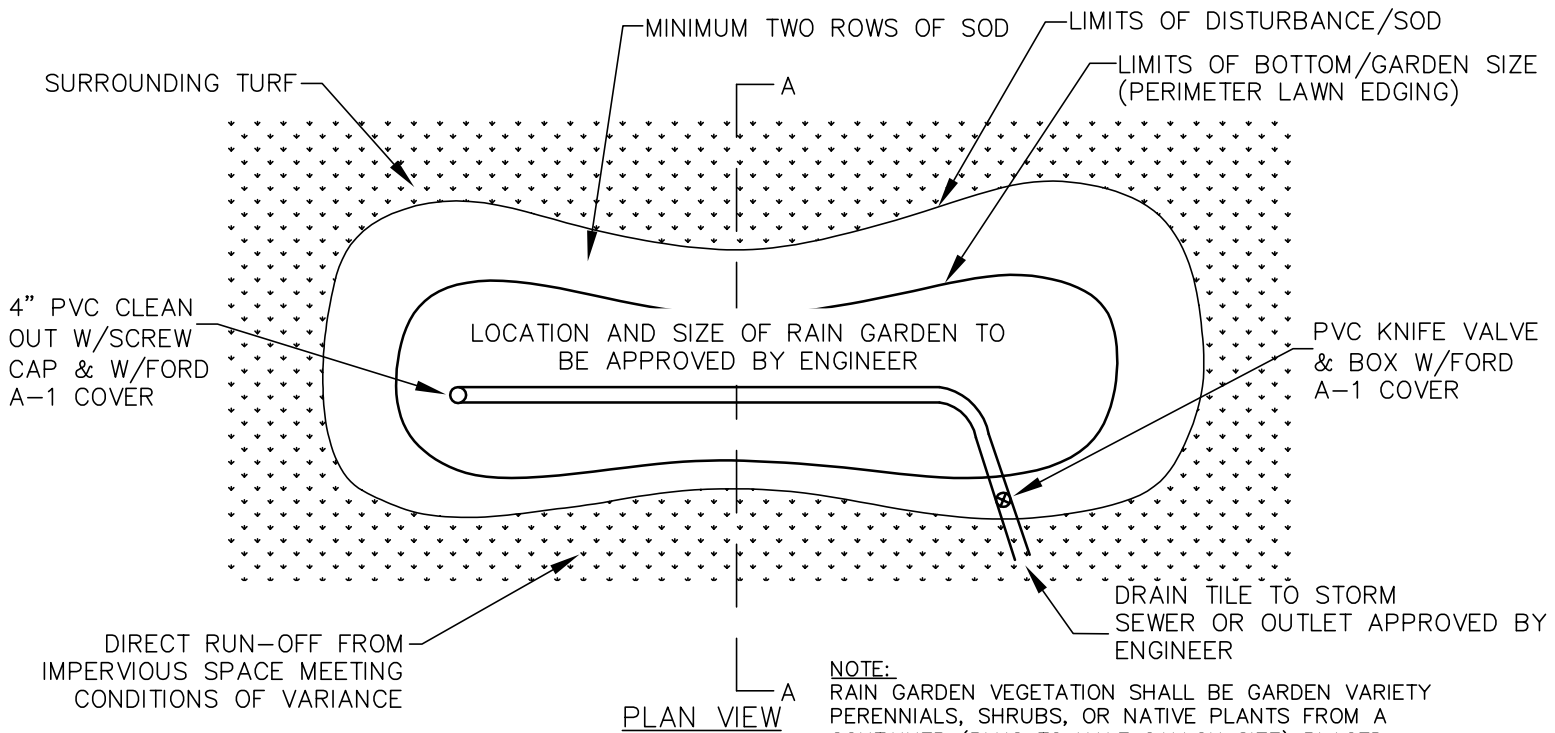 MINIMUM TWO ROWS OF SOD
LIMITS OF DISTURBANCE/SOD
SURROUNDING TURF
A
LIMITS OF BOTTOM/GARDEN SIZE
(PERIMETER LAWN EDGING)
4" PVC CLEAN
OUT W/SCREW
CAP & W/FORD
A-1 COVER
LOCATION AND SIZE OF RAIN GARDEN TO
BE APPROVED BY ENGINEER
PVC KNIFE VALVE
& BOX W/FORD
A-1 COVER
DIRECT RUN-OFF FROM
IMPERVIOUS SPACE MEETING
CONDITIONS OF VARIANCE
DRAIN TILE TO STORM
SEWER OR OUTLET APPROVED BY
ENGINEER
A
PLAN VIEW
NOTE:
RAIN GARDEN VEGETATION SHALL BE GARDEN VARIETY
PERENNIALS, SHRUBS, OR NATIVE PLANTS FROM A